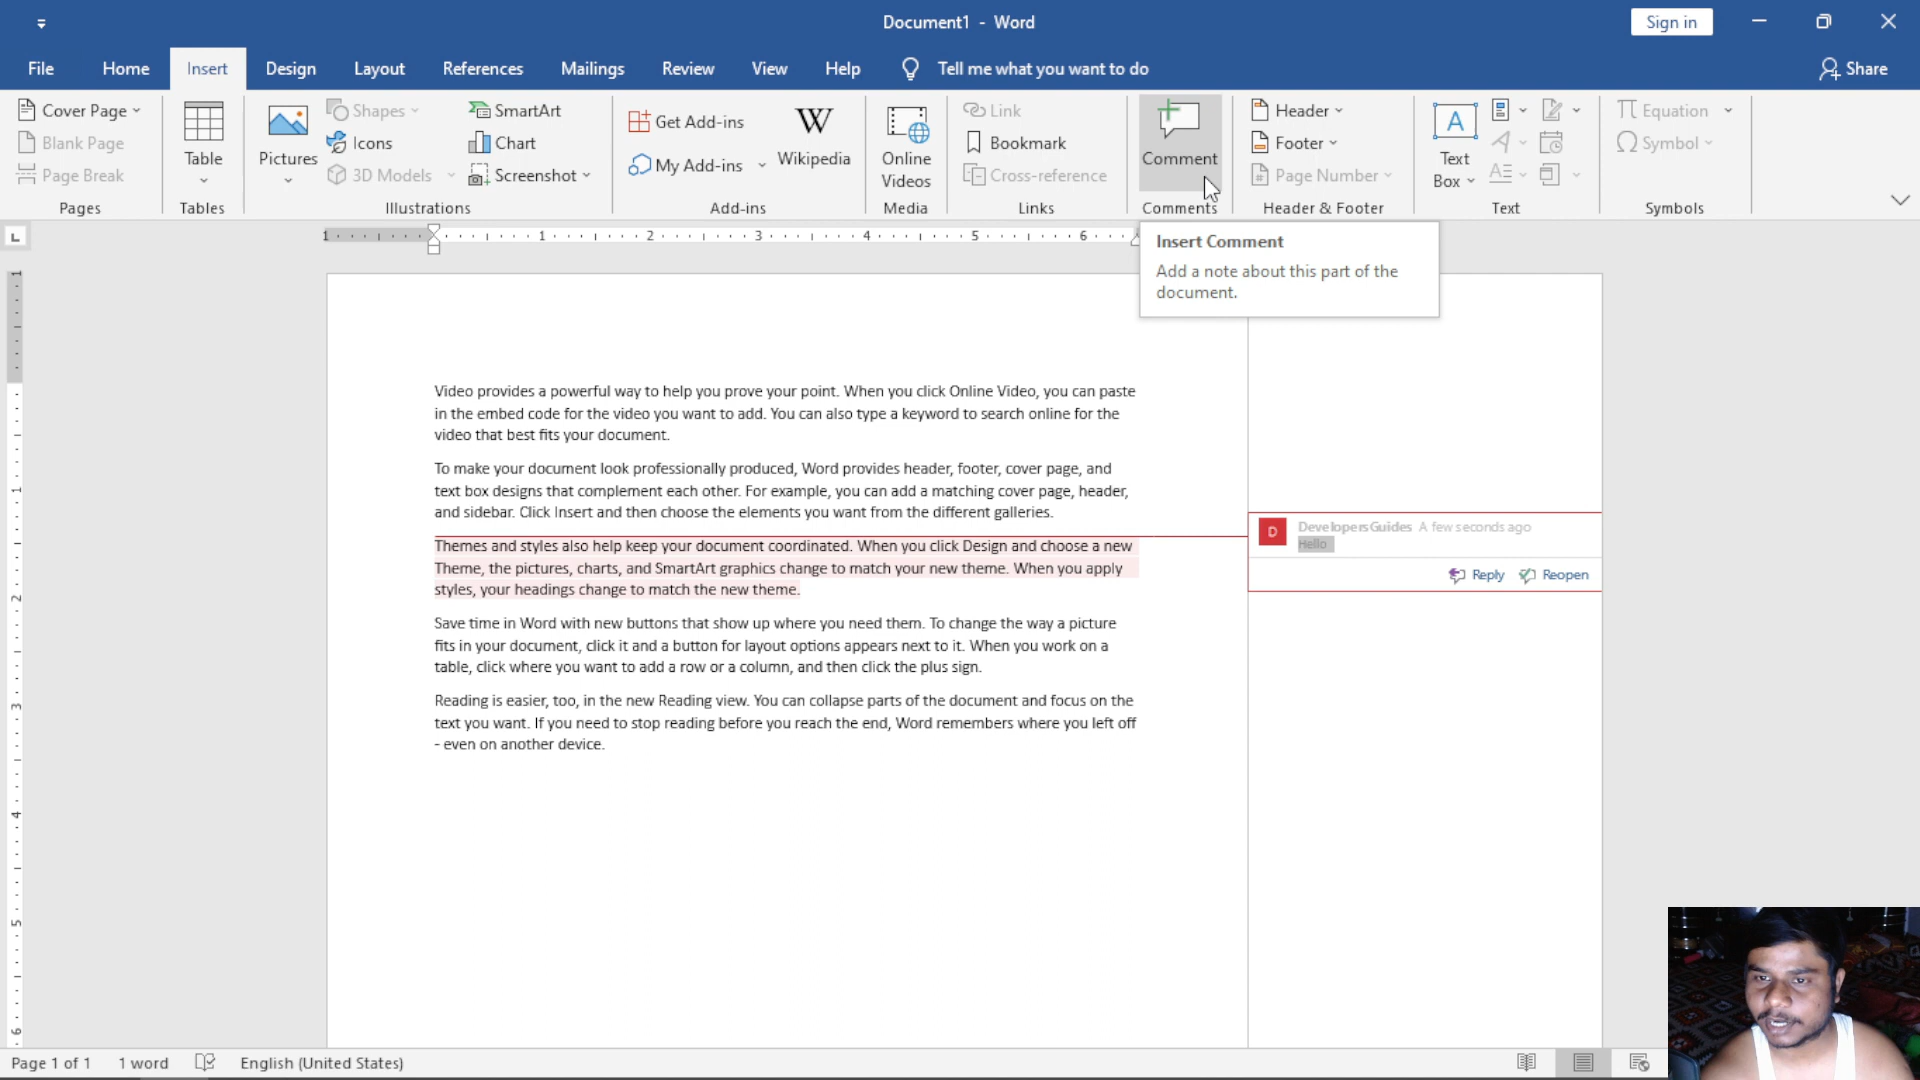 Document1 - Word
Sign in
File Home Insert Design Layout References Mailings Review View Help Tell me what you want to do Share
Cover Page
Blank Page
Page Break
Pages
Table
Tables
Pictures
Shapes
Icons
3D Models
SmartArt
Chart
Screenshot
Illustrations
Get Add-ins
My Add-ins
W
Wikipedia
Add-ins
Online
Videos
Media
Link
Bookmark
Cross-reference
Links
Comment
Comments
Header
Footer
# Page Number
Header & Footer
A
Text
Box
A
Text
Equation
Symbol
Symbols
L
1 1 2 3 4 5 6
Insert Comment
Add a note about this part of the
document.
1
1
2
3
4
5
6
Video provides a powerful way to help you prove your point. When you click Online Video, you can paste
in the embed code for the video you want to add. You can also type a keyword to search online for the
video that best fits your document.
To make your document look professionally produced, Word provides header, footer, cover page, and
text box designs that complement each other. For example, you can add a matching cover page, header,
and sidebar. Click Insert and then choose the elements you want from the different galleries.
Themes and styles also help keep your document coordinated. When you click Design and choose a new
Theme, the pictures, charts, and SmartArt graphics change to match your new theme. When you apply
styles, your headings change to match the new theme.
Save time in Word with new buttons that show up where you need them. To change the way a picture
fits in your document, click it and a button for layout options appears next to it. When you work on a
table, click where you want to add a row or a column, and then click the plus sign.
Reading is easier, too, in the new Reading view. You can collapse parts of the document and focus on the
text you want. If you need to stop reading before you reach the end, Word remembers where you left off
- even on another device.
D
DevelopersGuides A few seconds ago
Hello
Reply Reopen
Page 1 of 1 1 word English (United States)